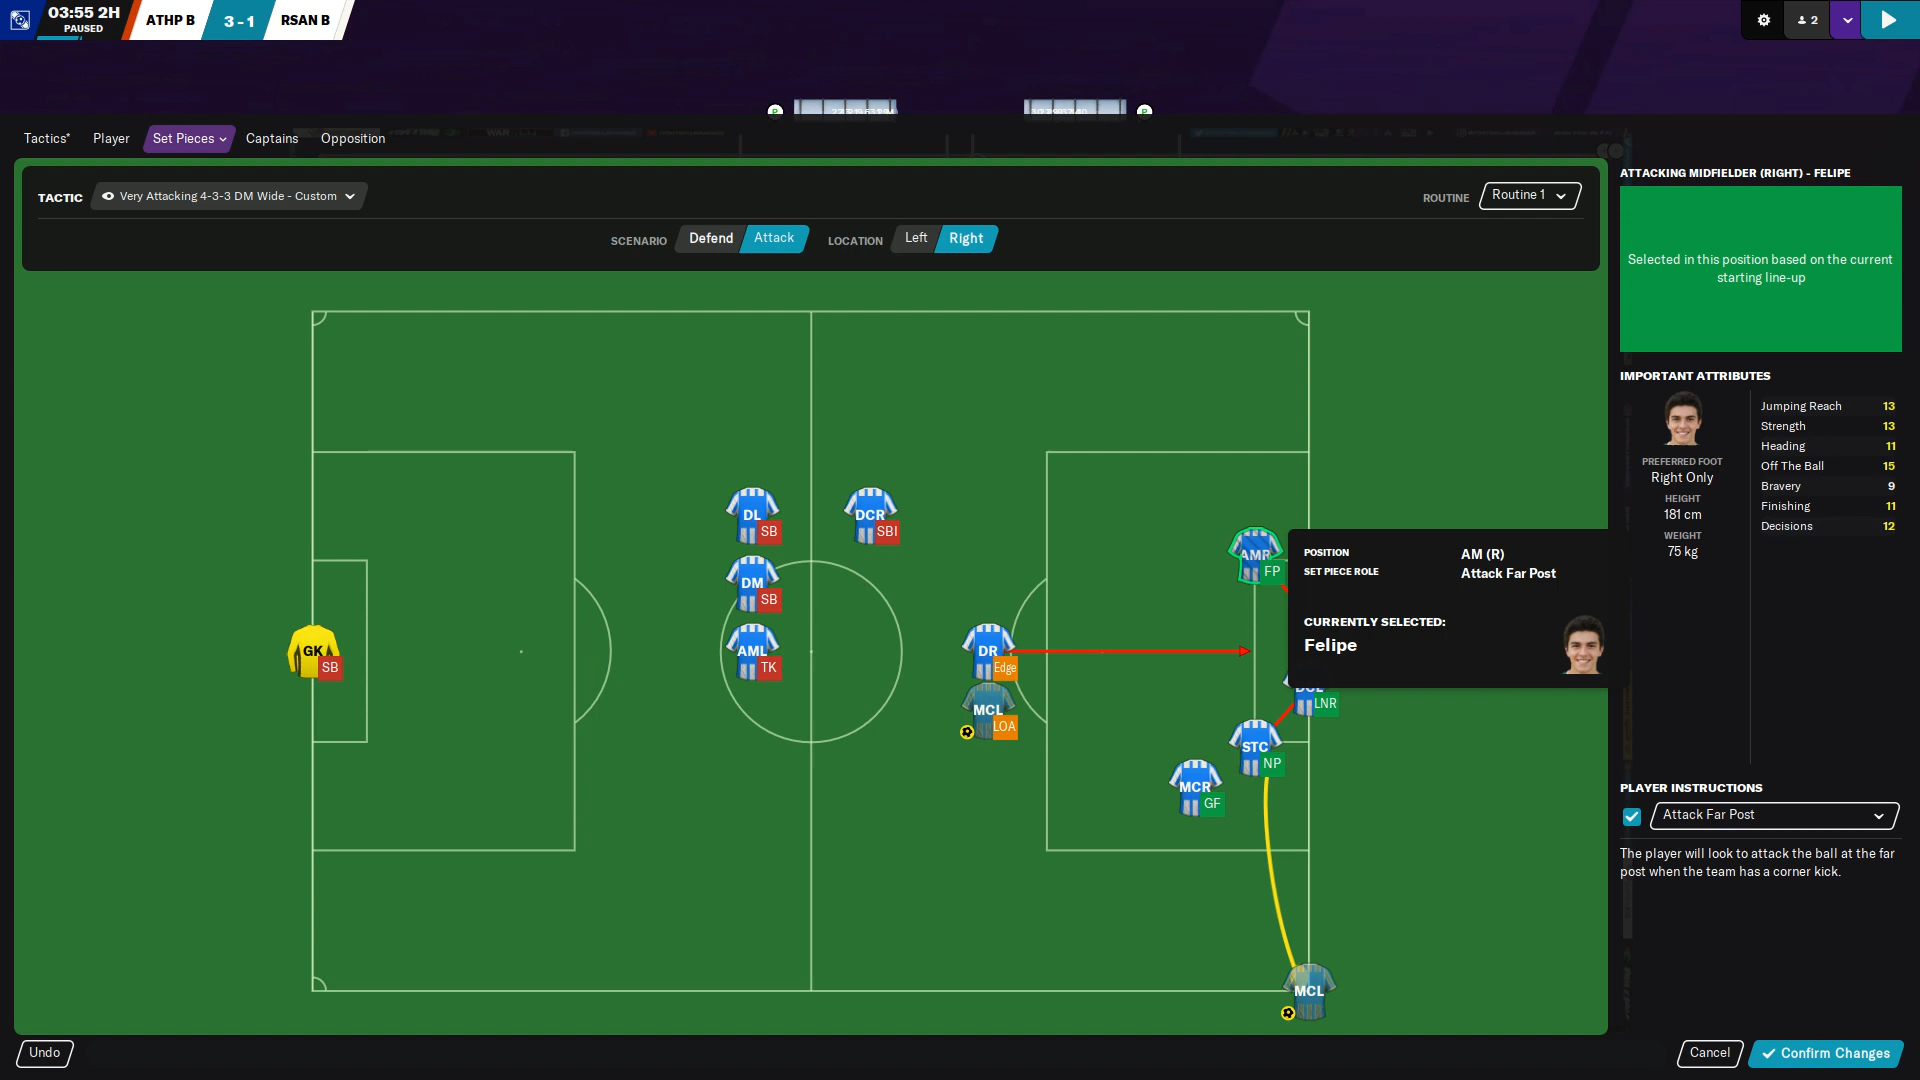 03:55 2H
PAUSED
ATHP B
3 - 1
RSAN B
2
Tactics*
Player
Set Pieces
Captains
Opposition
TACTIC
Very Attacking 4-3-3 DM Wide - Custom
ROUTINE
Routine 1
SCENARIO
Defend
Attack
LOCATION
Left
Right
DL
SB
DCR
SBI
DM
SB
AMR
FP
GK
SB
AML
TK
DR
Edge
MCL
LOA
LNR
STC
NP
MCR
GF
MCL
POSITION
AM (R)
SET PIECE ROLE
Attack Far Post
CURRENTLY SELECTED:
Felipe
ATTACKING MIDFIELDER (RIGHT) - FELIPE
Selected in this position based on the current
starting line-up
IMPORTANT ATTRIBUTES
PREFERRED FOOT
Right Only
HEIGHT
181 cm
WEIGHT
75 kg
Jumping Reach 13
Strength 13
Heading 11
Off The Ball 15
Bravery 9
Finishing 11
Decisions 12
PLAYER INSTRUCTIONS
Attack Far Post
The player will look to attack the ball at the far
post when the team has a corner kick.
Undo
Cancel
Confirm Changes